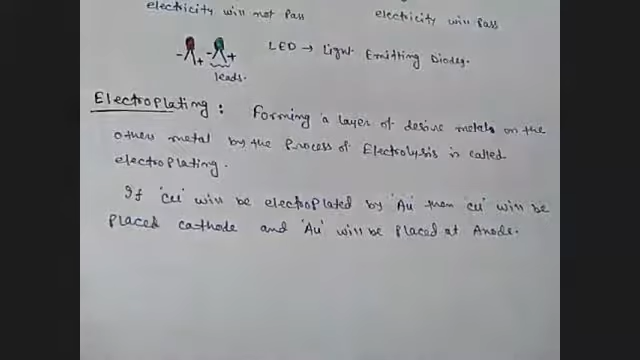 electricity will not Pass
electricity will Pass
- + - + LED → Light Emitting Diodes.
leads.
Electroplating : Forming a layer of desire metals on the
other metal by the Process of Electrolysis is called
electroplating.
If 'Cu' will be electroplated by 'Au' then 'Cu' will be
Placed cathode and 'Au' will be Placed at Anode.